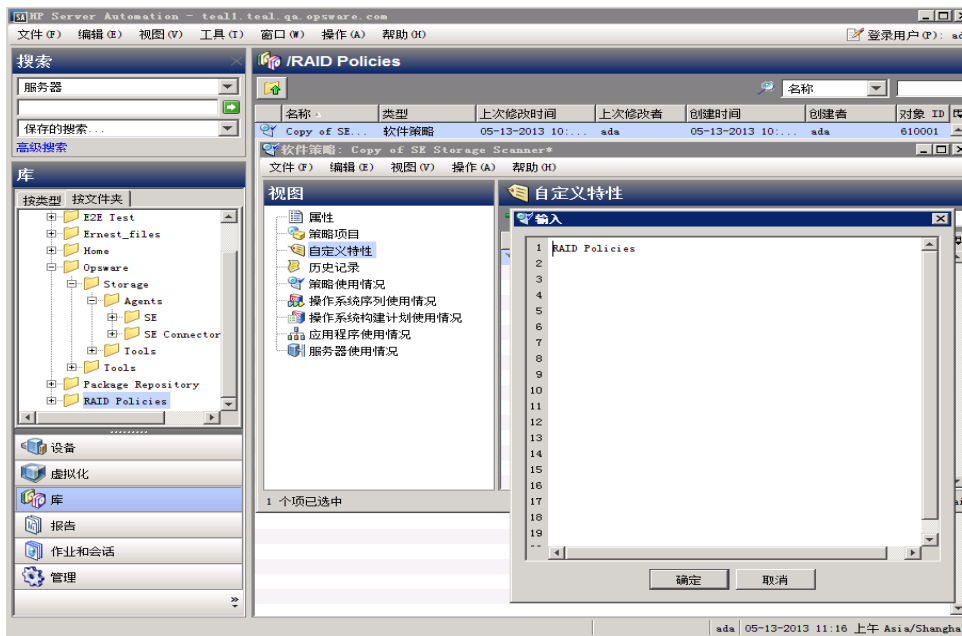 HP Server Automation - teal1.teal.qa.opsware.com
文件(F) 编辑(E) 视图(V) 工具(T) 窗口(W) 操作(A) 帮助(H) 登录用户(P): ad
搜索
服务器
保存的搜索...
高级搜索
库
按类型 按文件夹
E2E Test
Ernest_files
Home
Opsware
Storage
Agents
SE
SE Connector
Tools
Tools
Package Repository
RAID Policies
设备
虚拟化
库
报告
作业和会话
管理
/RAID Policies
名称
名称 类型 上次修改时间 上次修改者 创建时间 创建者 对象 ID
Copy of SE... 软件策略 05-13-2013 10:... ada 05-13-2013 10:... ada 610001
软件策略: Copy of SE Storage Scanner*
文件(F) 编辑(E) 视图(V) 操作(A) 帮助(H)
视图
属性
策略项目
自定义特性
历史记录
策略使用情况
操作系统序列使用情况
操作系统构建计划使用情况
应用程序使用情况
服务器使用情况
1 个项已选中
自定义特性
输入
1 RAID Policies
2
3
4
5
6
7
8
9
10
11
12
13
14
15
16
17
18
19
确定 取消
ada 05-13-2013 11:16 上午 Asia/Shangha